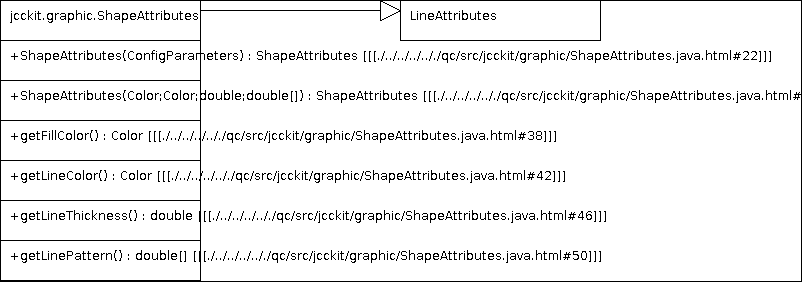 jcckit.graphic.ShapeAttributes
LineAttributes
+ShapeAttributes(ConfigParameters) : ShapeAttributes [[[./../../../../../qc/src/jcckit/graphic/ShapeAttributes.java.html#22]]]
+ShapeAttributes(Color;Color;double;double[]) : ShapeAttributes [[[./../../../../../qc/src/jcckit/graphic/ShapeAttributes.java.html#
+getFillColor() : Color [[[./../../../../../qc/src/jcckit/graphic/ShapeAttributes.java.html#38]]]
+getLineColor() : Color [[[./../../../../../qc/src/jcckit/graphic/ShapeAttributes.java.html#42]]]
+getLineThickness() : double [[[./../../../../../qc/src/jcckit/graphic/ShapeAttributes.java.html#46]]]
+getLinePattern() : double[] [[[./../../../../../qc/src/jcckit/graphic/ShapeAttributes.java.html#50]]]